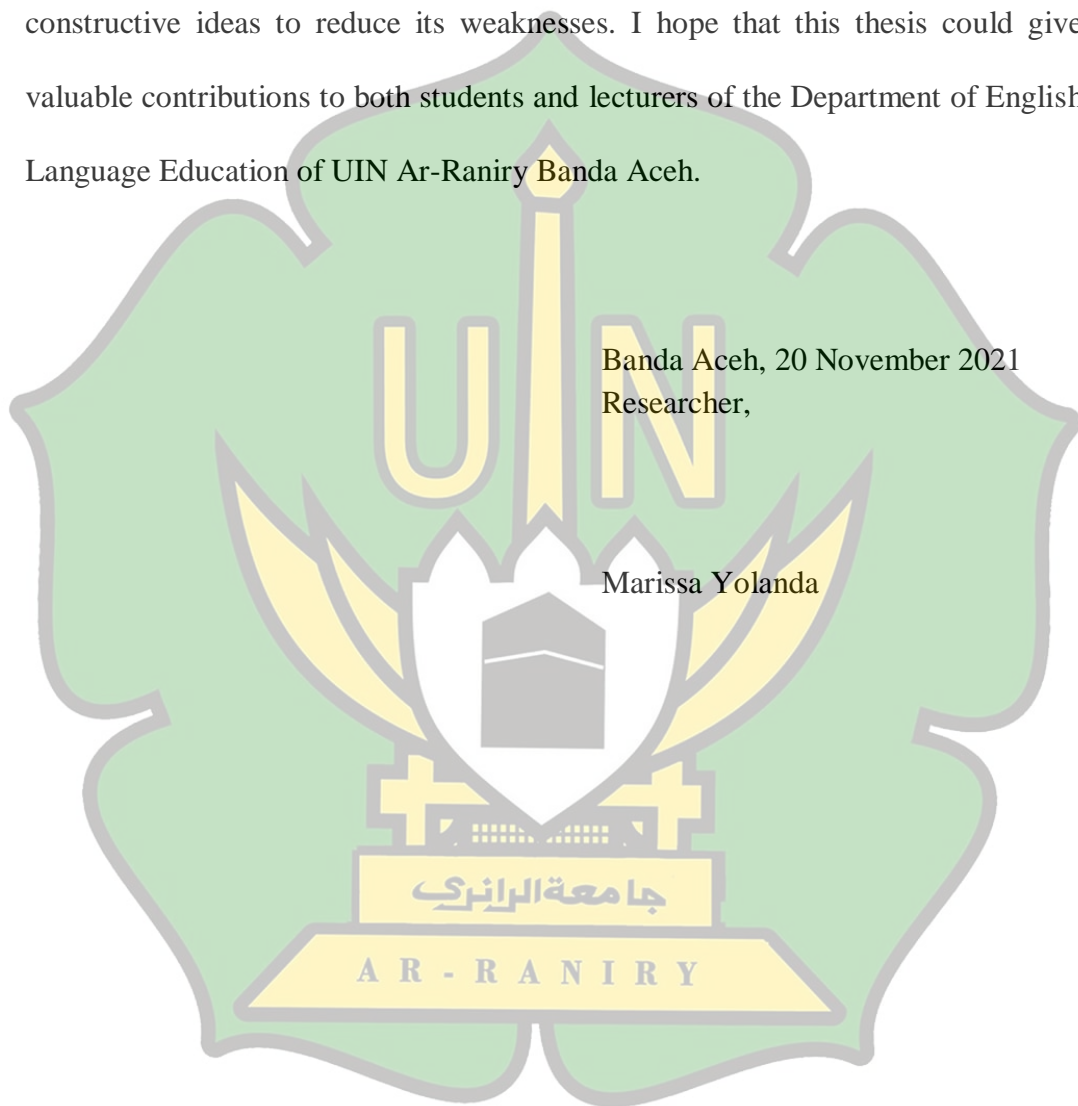 constructive ideas to reduce its weaknesses. I hope that this thesis could give
valuable contributions to both students and lecturers of the Department of English
Language Education of UIN Ar-Raniry Banda Aceh.
UIN
Banda Aceh, 20 November 2021
Researcher,
Marissa Yolanda
جامعة الرانري
AR-RANIRY